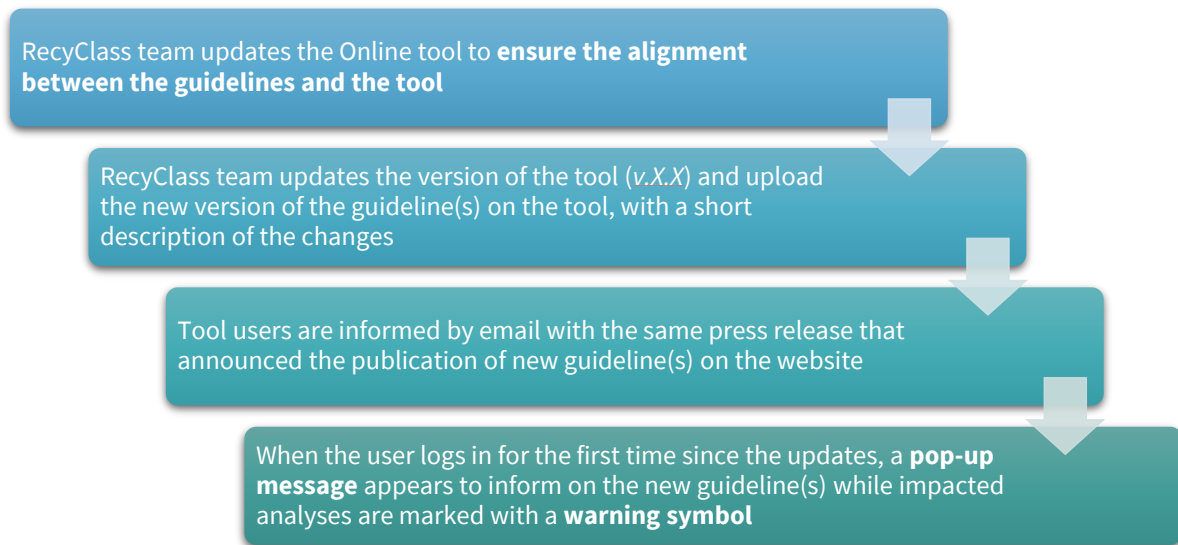 RecyClass team updates the Online tool to ensure the alignment
between the guidelines and the tool
RecyClass team updates the version of the tool (v.X.X) and upload
the new version of the guideline(s) on the tool, with a short
description of the changes
Tool users are informed by email with the same press release that
announced the publication of new guideline(s) on the website
When the user logs in for the first time since the updates, a pop-up
message appears to inform on the new guideline(s) while impacted
analyses are marked with a warning symbol